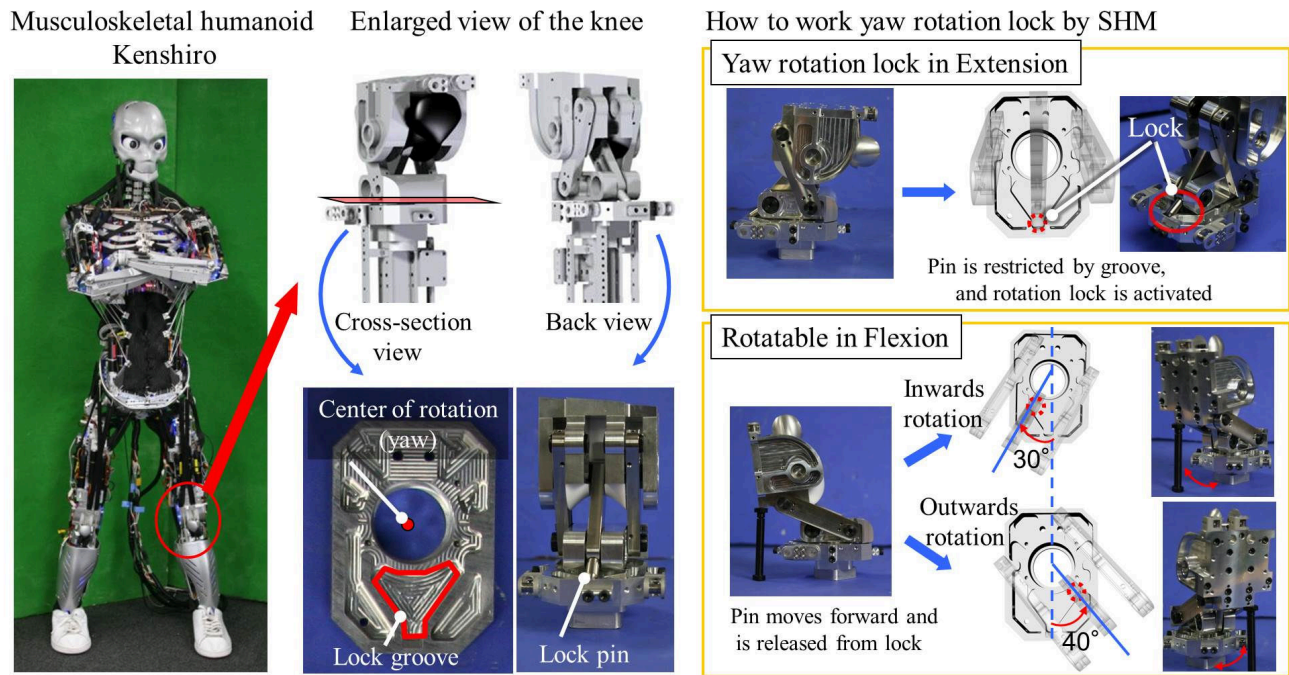 Musculoskeletal humanoid
Kenshiro
Enlarged view of the knee
Cross-section
view
Back view
Center of rotation
(yaw)
Lock groove
Lock pin
How to work yaw rotation lock by SHM
Yaw rotation lock in Extension
Lock
Pin is restricted by groove,
and rotation lock is activated
Rotatable in Flexion
Inwards
rotation
30°
Outwards
rotation
40°
Pin moves forward and
is released from lock